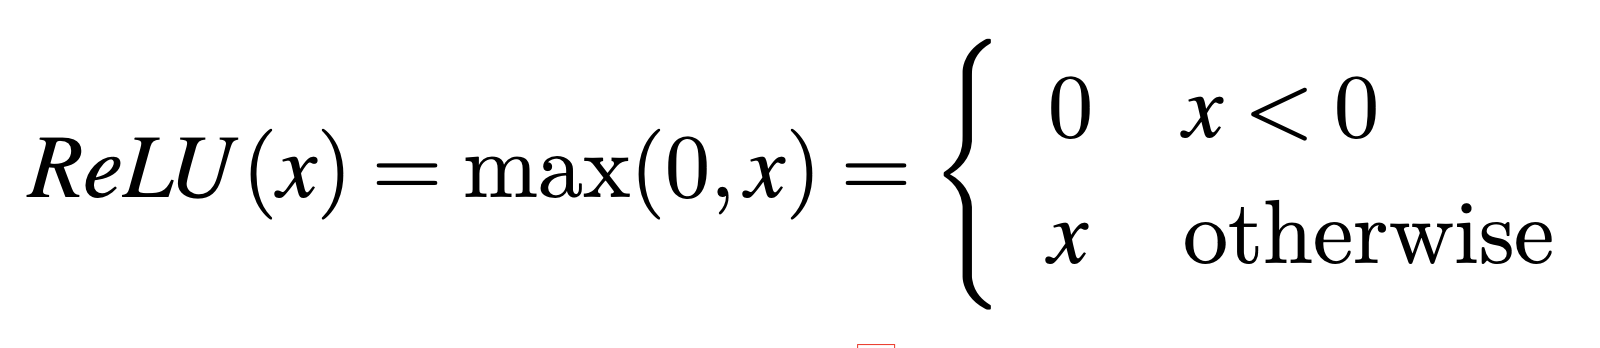 ReLU(x) = max(0, x) = { 0 x < 0
x otherwise